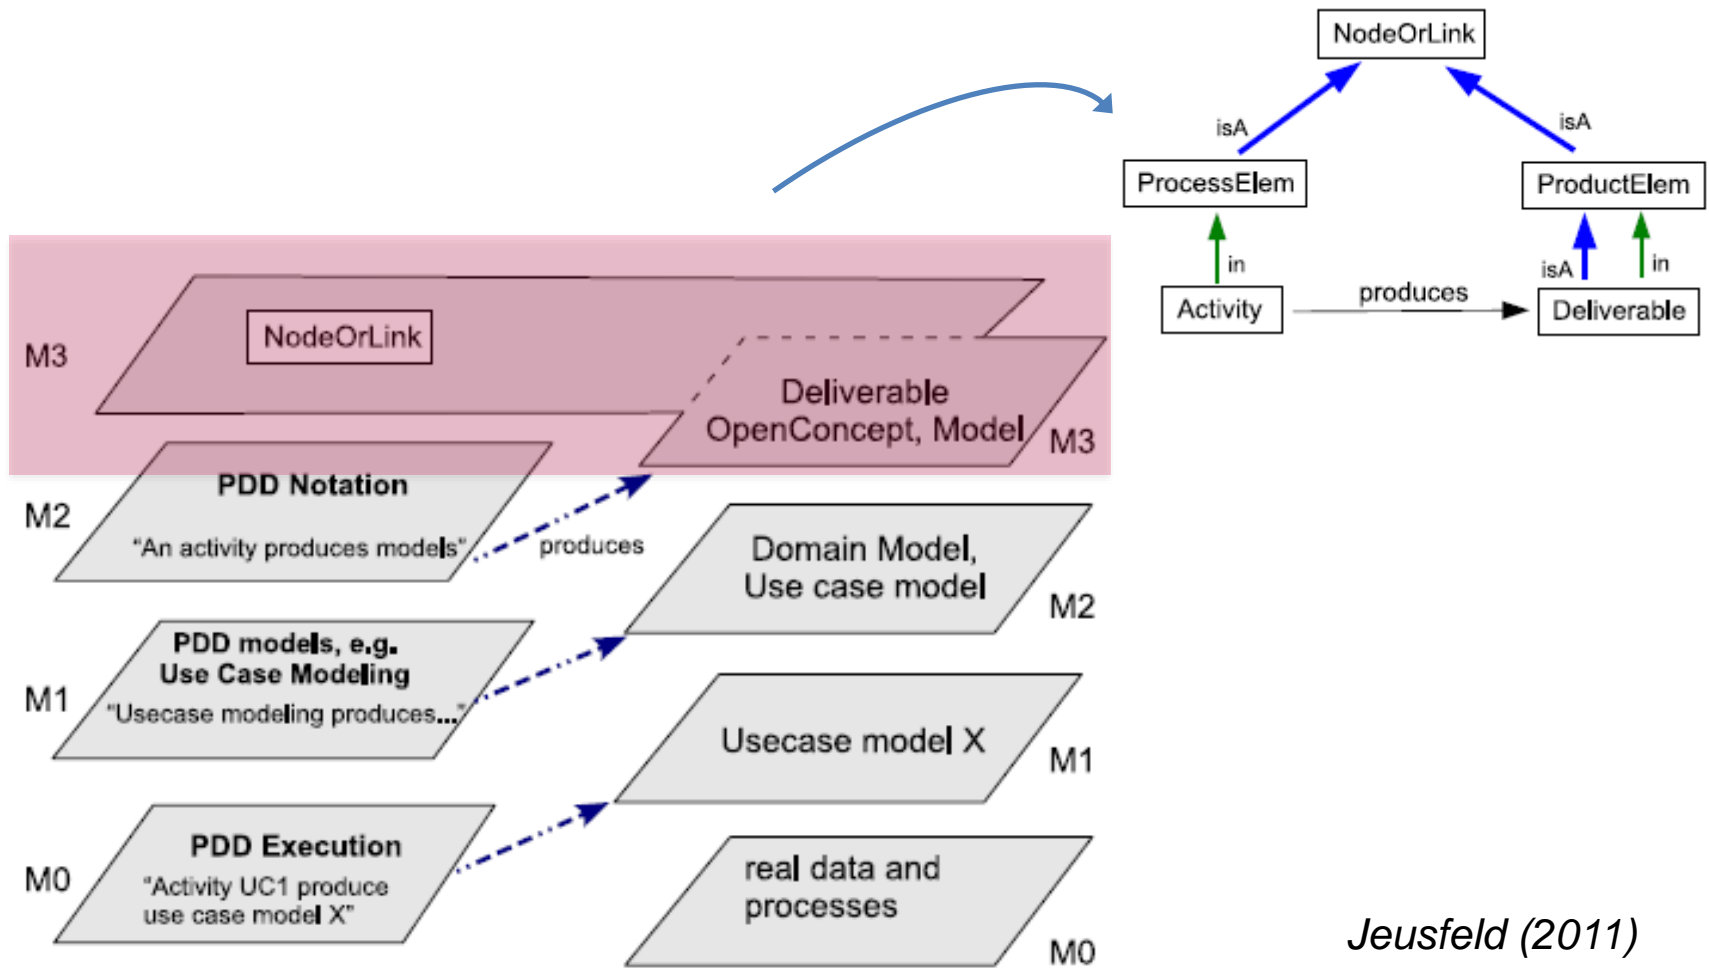 NodeOrLink
isA
isA
ProcessElem
ProductElem
in
isA
in
Activity
produces
Deliverable
M3
NodeOrLink
Deliverable
OpenConcept, Model
M3
M2
PDD Notation
“An activity produces models”
produces
Domain Model,
Use case model
M2
M1
PDD models, e.g.
Use Case Modeling
“Usecase modeling produces...”
Usecase model X
M1
M0
PDD Execution
“Activity UC1 produce
use case model X”
real data and
processes
M0
Jeusfeld (2011)